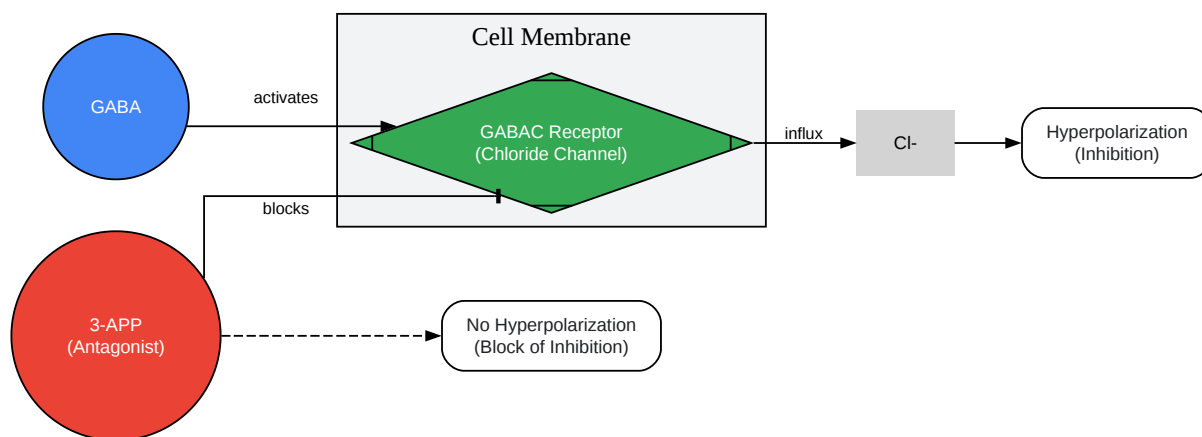 Cell Membrane
GABA
activates
GABAC Receptor
(Chloride Channel)
influx
Cl-
Hyperpolarization
(Inhibition)
blocks
3-APP
(Antagonist)
No Hyperpolarization
(Block of Inhibition)